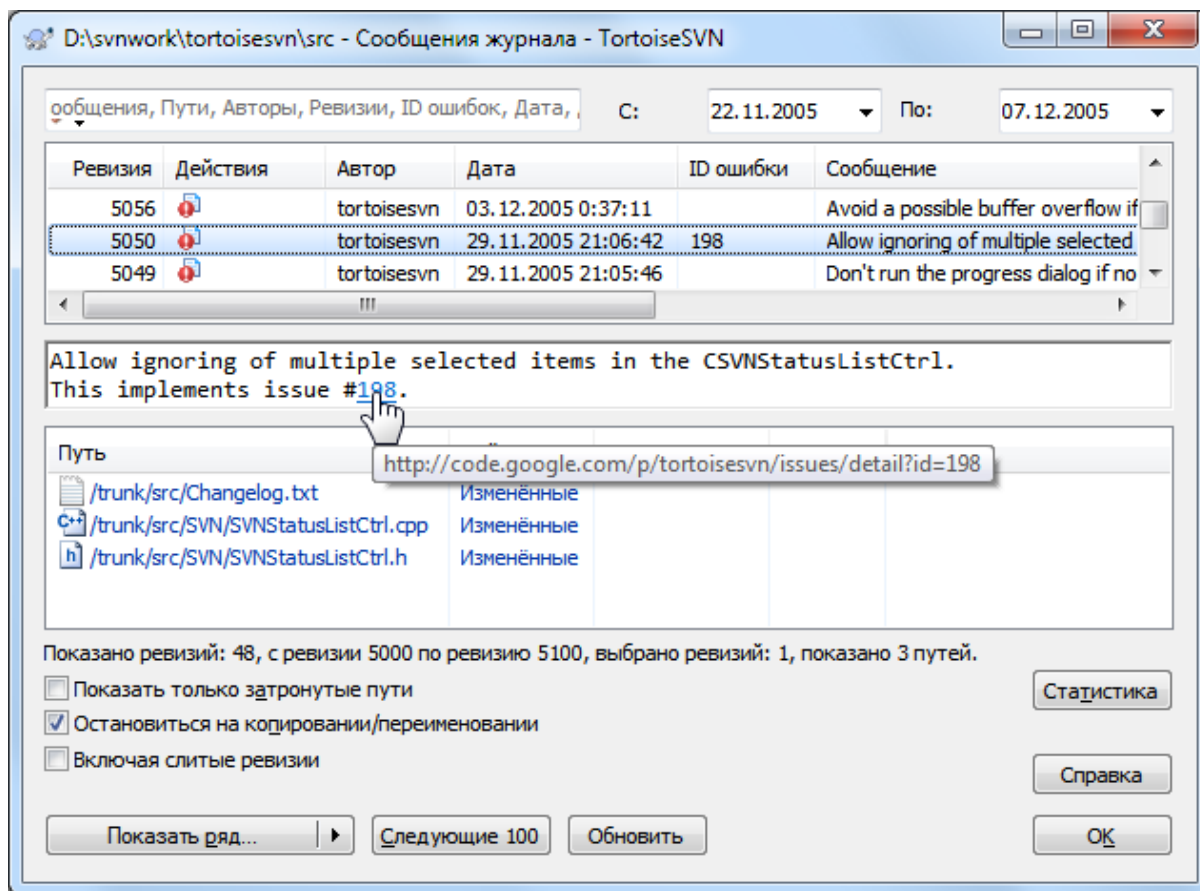 D:\svnwork\tortoisesvn\src - Сообщения журнала - TortoiseSVN
ообщения, Пути, Авторы, Ревизии, ID ошибок, Дата, С: 22.11.2005 По: 07.12.2005
Ревизия Действия Автор Дата ID ошибки Сообщение
5056 tortoisesvn 03.12.2005 0:37:11 Avoid a possible buffer overflow if
5050 tortoisesvn 29.11.2005 21:06:42 198 Allow ignoring of multiple selected
5049 tortoisesvn 29.11.2005 21:05:46 Don't run the progress dialog if no
Allow ignoring of multiple selected items in the CSVNStatusListCtrl.
This implements issue #198.
Путь
http://code.google.com/p/tortoisesvn/issues/detail?id=198
/trunk/src/Changelog.txt Изменённые
C++ /trunk/src/SVN/SVNStatusListCtrl.cpp Изменённые
h /trunk/src/SVN/SVNStatusListCtrl.h Изменённые
Показано ревизий: 48, с ревизии 5000 по ревизию 5100, выбрано ревизий: 1, показано 3 путей.
Показать только затронутые пути
Статистика
Остановиться на копировании/переименовании
Включая слитые ревизии
Справка
Показать ряд... Следующие 100 Обновить OK